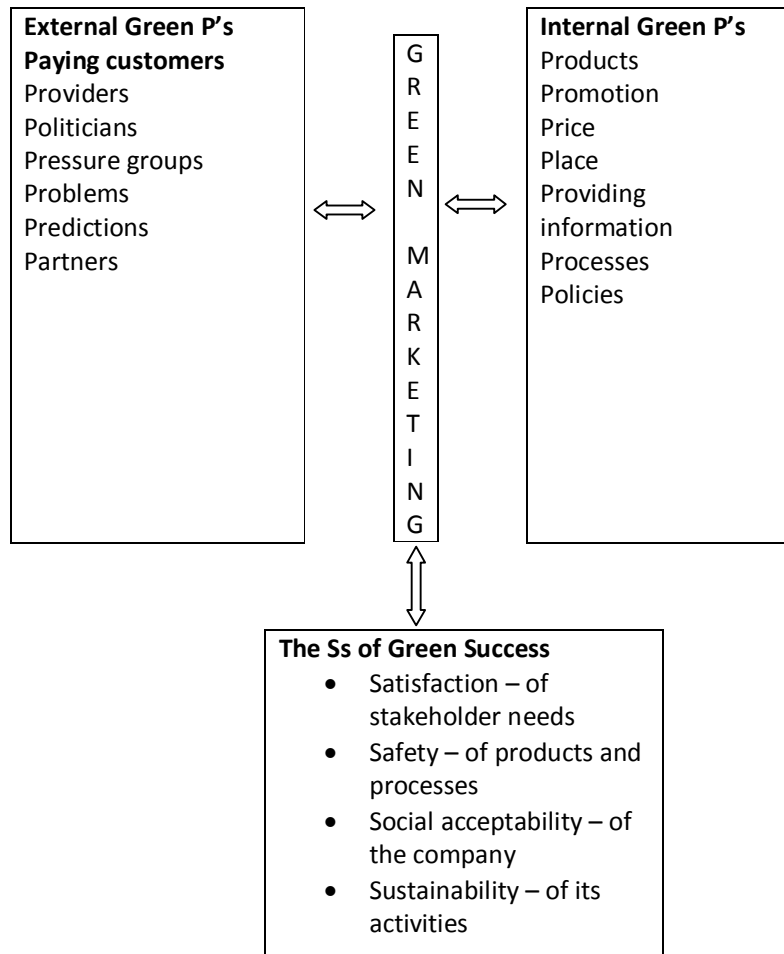 External Green P’s
Paying customers
Providers
Politicians
Pressure groups
Problems
Predictions
Partners
G
R
E
E
N
M
A
R
K
E
T
I
N
G
Internal Green P’s
Products
Promotion
Price
Place
Providing
information
Processes
Policies
The Ss of Green Success
• Satisfaction – of
stakeholder needs
• Safety – of products and
processes
• Social acceptability – of
the company
• Sustainability – of its
activities